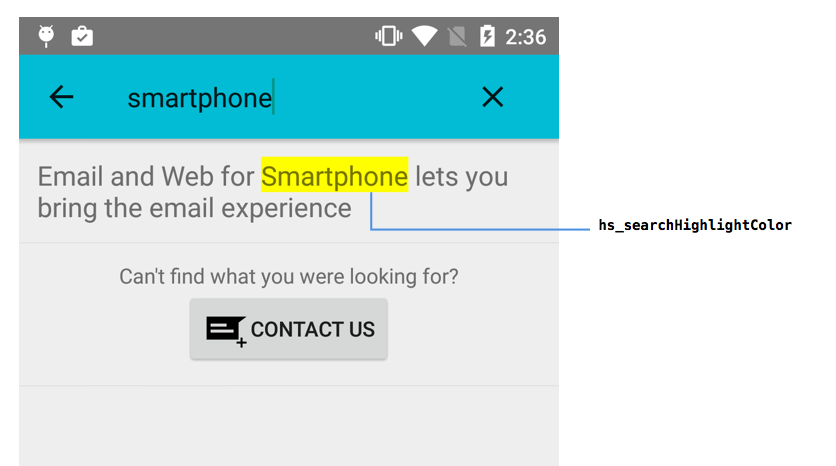 2:36
smartphone
Email and Web for Smartphone lets you
bring the email experience
hs_searchHighlightColor
Can't find what you were looking for?
CONTACT US